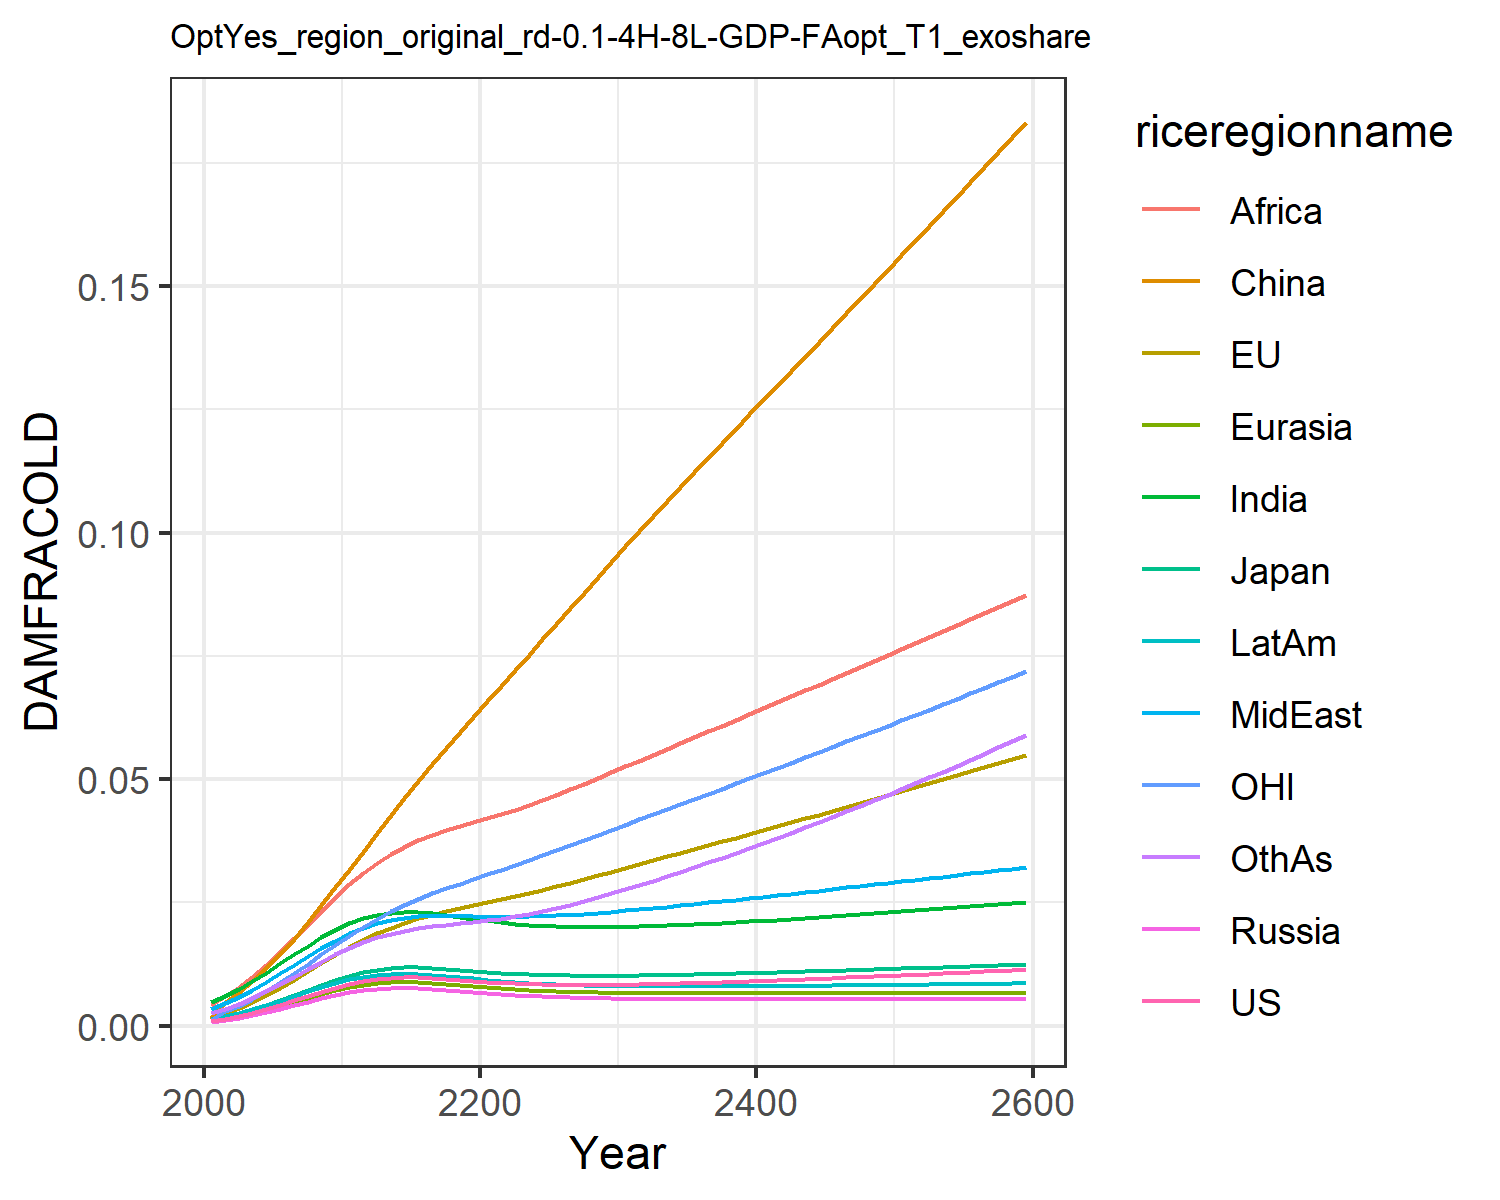 OptYes_region_original_rd-0.1-4H-8L-GDP-FAopt_T1_exoshare
DAMFRACOLD
0.15
0.10
0.05
0.00
2000 2200 2400 2600
Year
riceregionname
Africa
China
EU
Eurasia
India
Japan
LatAm
MidEast
OHI
OthAs
Russia
US